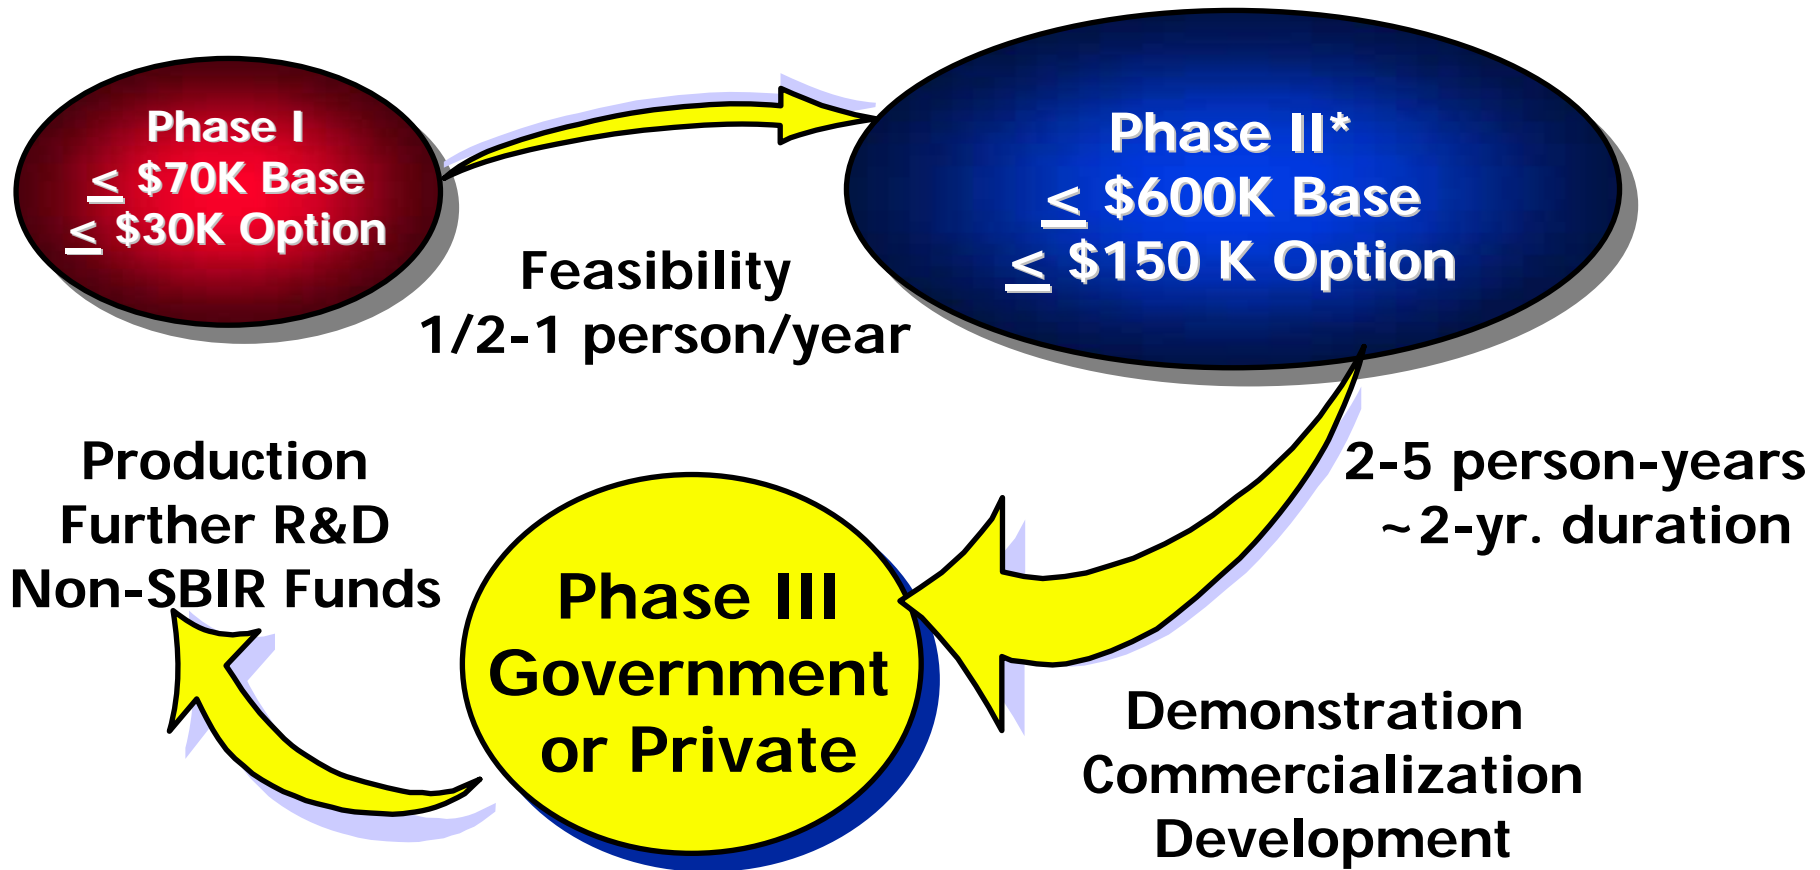 Phase I
< $70K Base
< $30K Option
Feasibility
1/2-1 person/year
Phase II*
< $600K Base
< $150 K Option
2-5 person-years
~2-yr. duration
Demonstration
Commercialization
Development
Phase III
Government
or Private
Production
Further R&D
Non-SBIR Funds